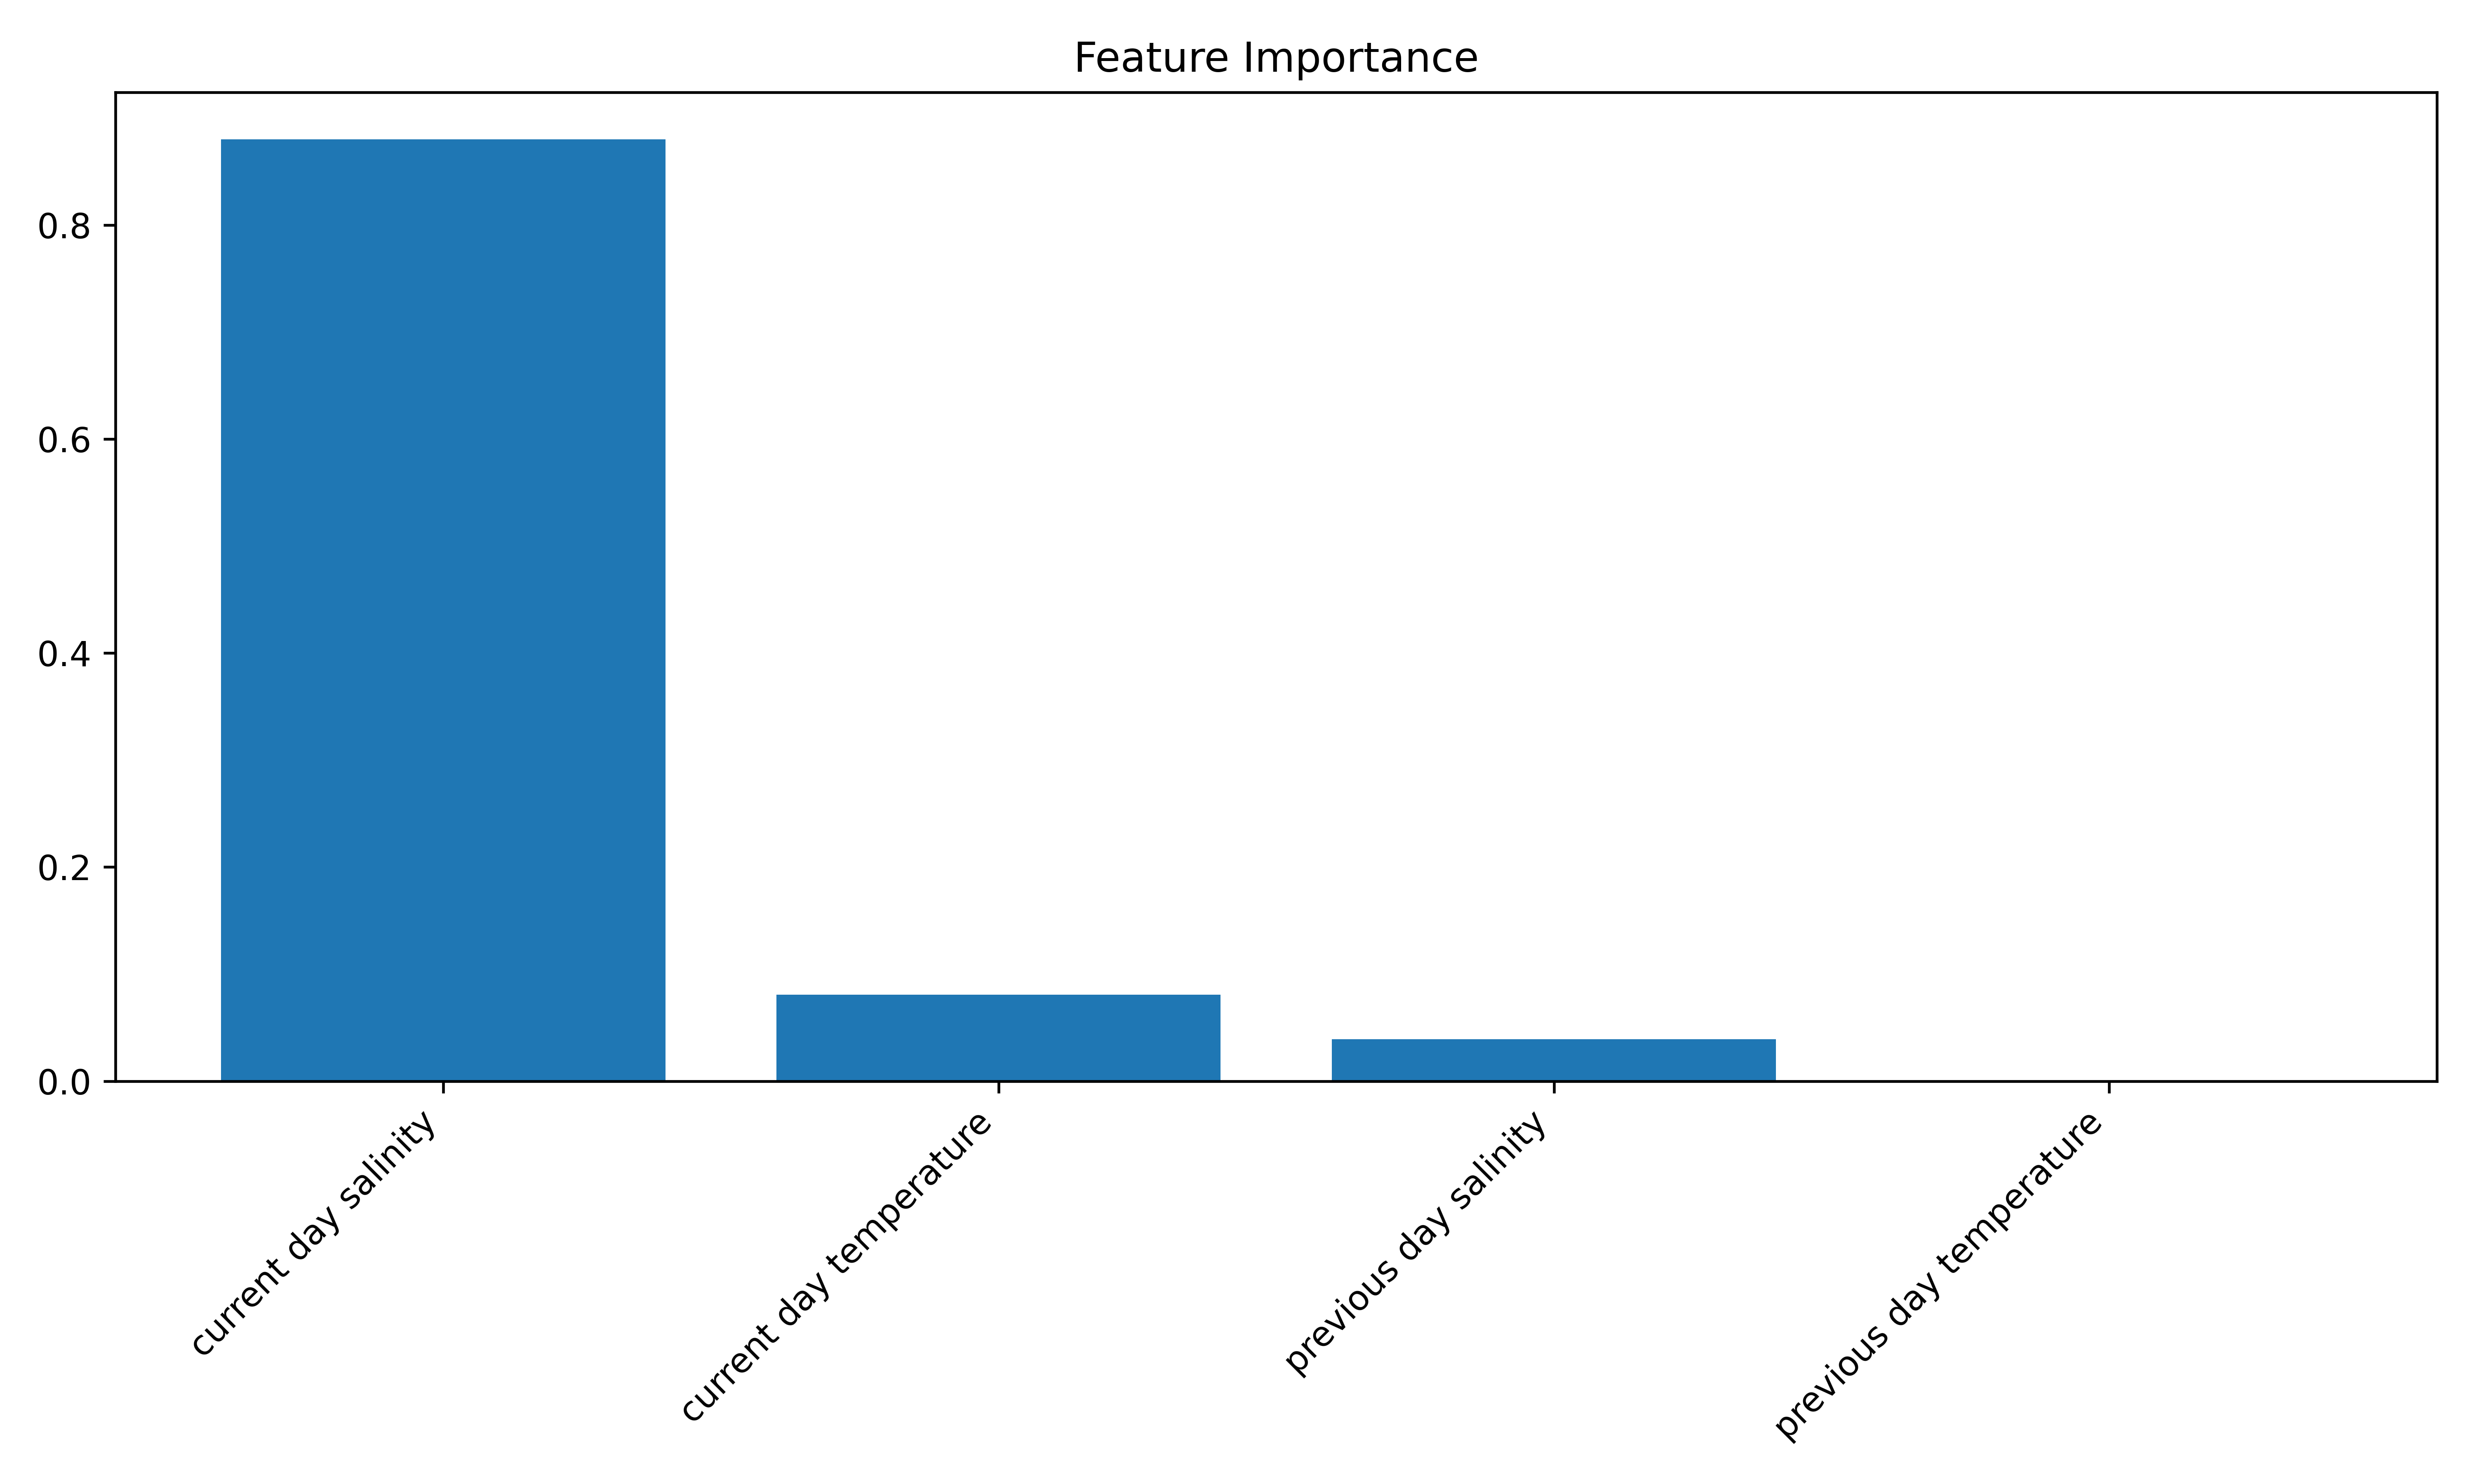 Feature Importance
0.8
0.6
0.4
0.2
0.0
current day salinity
current day temperature
previous day salinity
previous day temperature